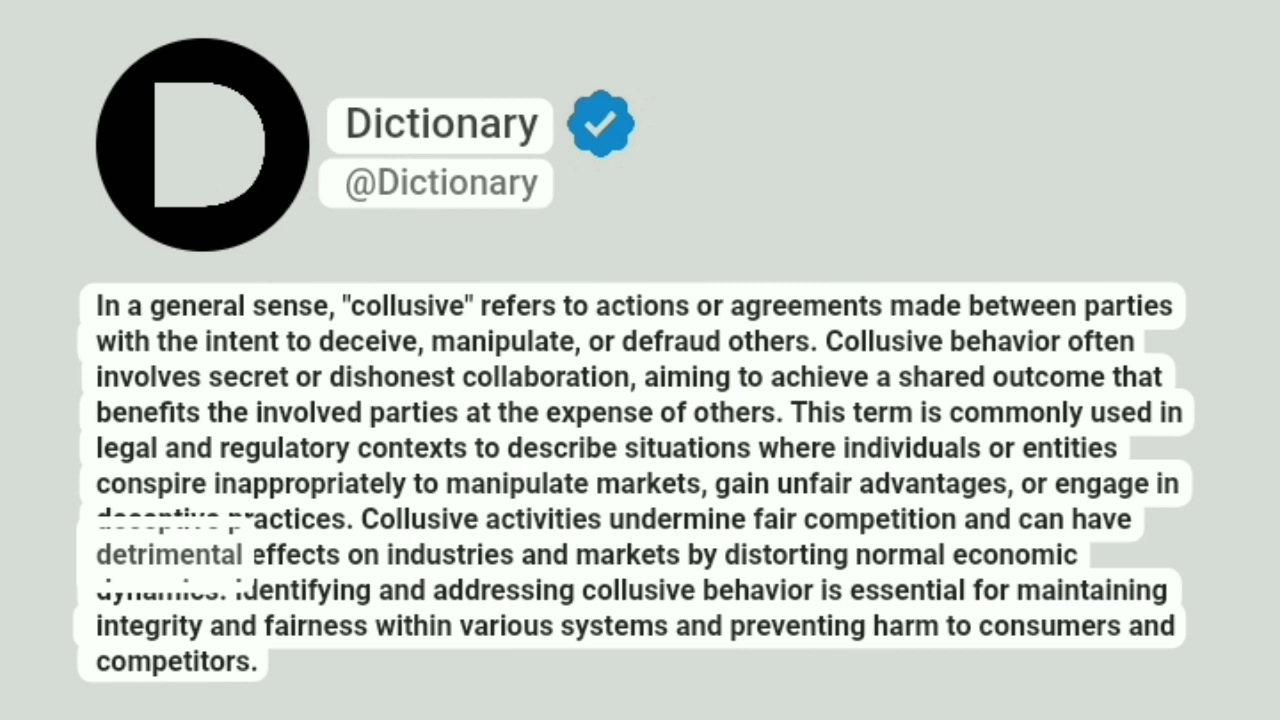 D
Dictionary
@Dictionary
In a general sense, "collusive" refers to actions or agreements made between parties
with the intent to deceive, manipulate, or defraud others. Collusive behavior often
involves secret or dishonest collaboration, aiming to achieve a shared outcome that
benefits the involved parties at the expense of others. This term is commonly used in
legal and regulatory contexts to describe situations where individuals or entities
conspire inappropriately to manipulate markets, gain unfair advantages, or engage in
deceptive practices. Collusive activities undermine fair competition and can have
detrimental effects on industries and markets by distorting normal economic
dynamics. Identifying and addressing collusive behavior is essential for maintaining
integrity and fairness within various systems and preventing harm to consumers and
competitors.